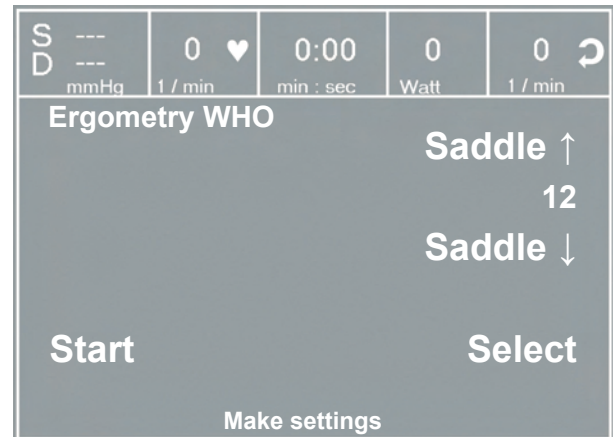 S --- 0 ♥ 0:00 0 0
D --- mmHg 1 / min min : sec Watt 1 / min
Ergometry WHO
Saddle ↑
12
Saddle ↓
Start Select
Make settings